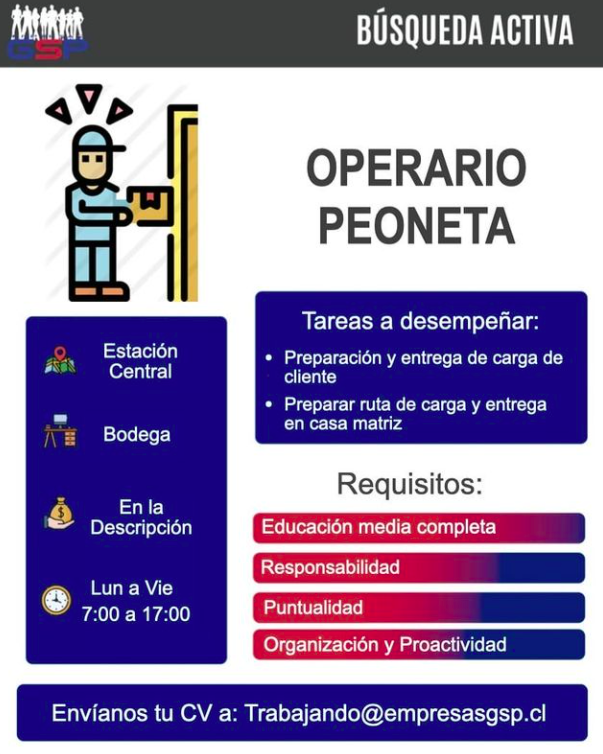 GSP
BÚSQUEDA ACTIVA
OPERARIO
PEONETA
Estación
Central
Bodega
En la
Descripción
Lun a Vie
7:00 a 17:00
Tareas a desempeñar:
• Preparación y entrega de carga de
cliente
• Preparar ruta de carga y entrega
en casa matriz
Requisitos:
Educación media completa
Responsabilidad
Puntualidad
Organización y Proactividad
Envíanos tu CV a: Trabajando@empresasgsp.cl